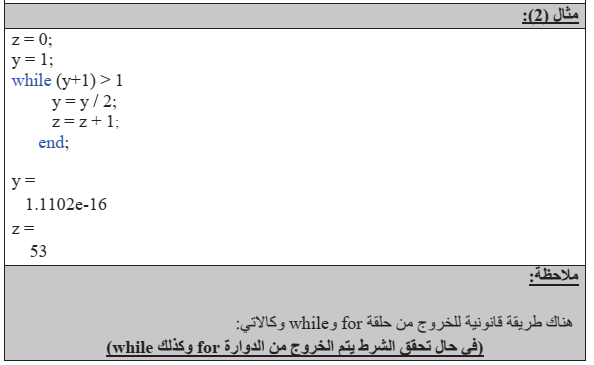 مثال (2):
z = 0;
y = 1;
while (y+1) > 1
y = y / 2;
z = z + 1;
end;
y =
1.1102e-16
z =
53
ملاحظة:
هناك طريقة قانونية للخروج من حلقة for وwhile وكالاتي:
(في حال تحقق الشرط يتم الخروج من الدوارة for وكذلك while)